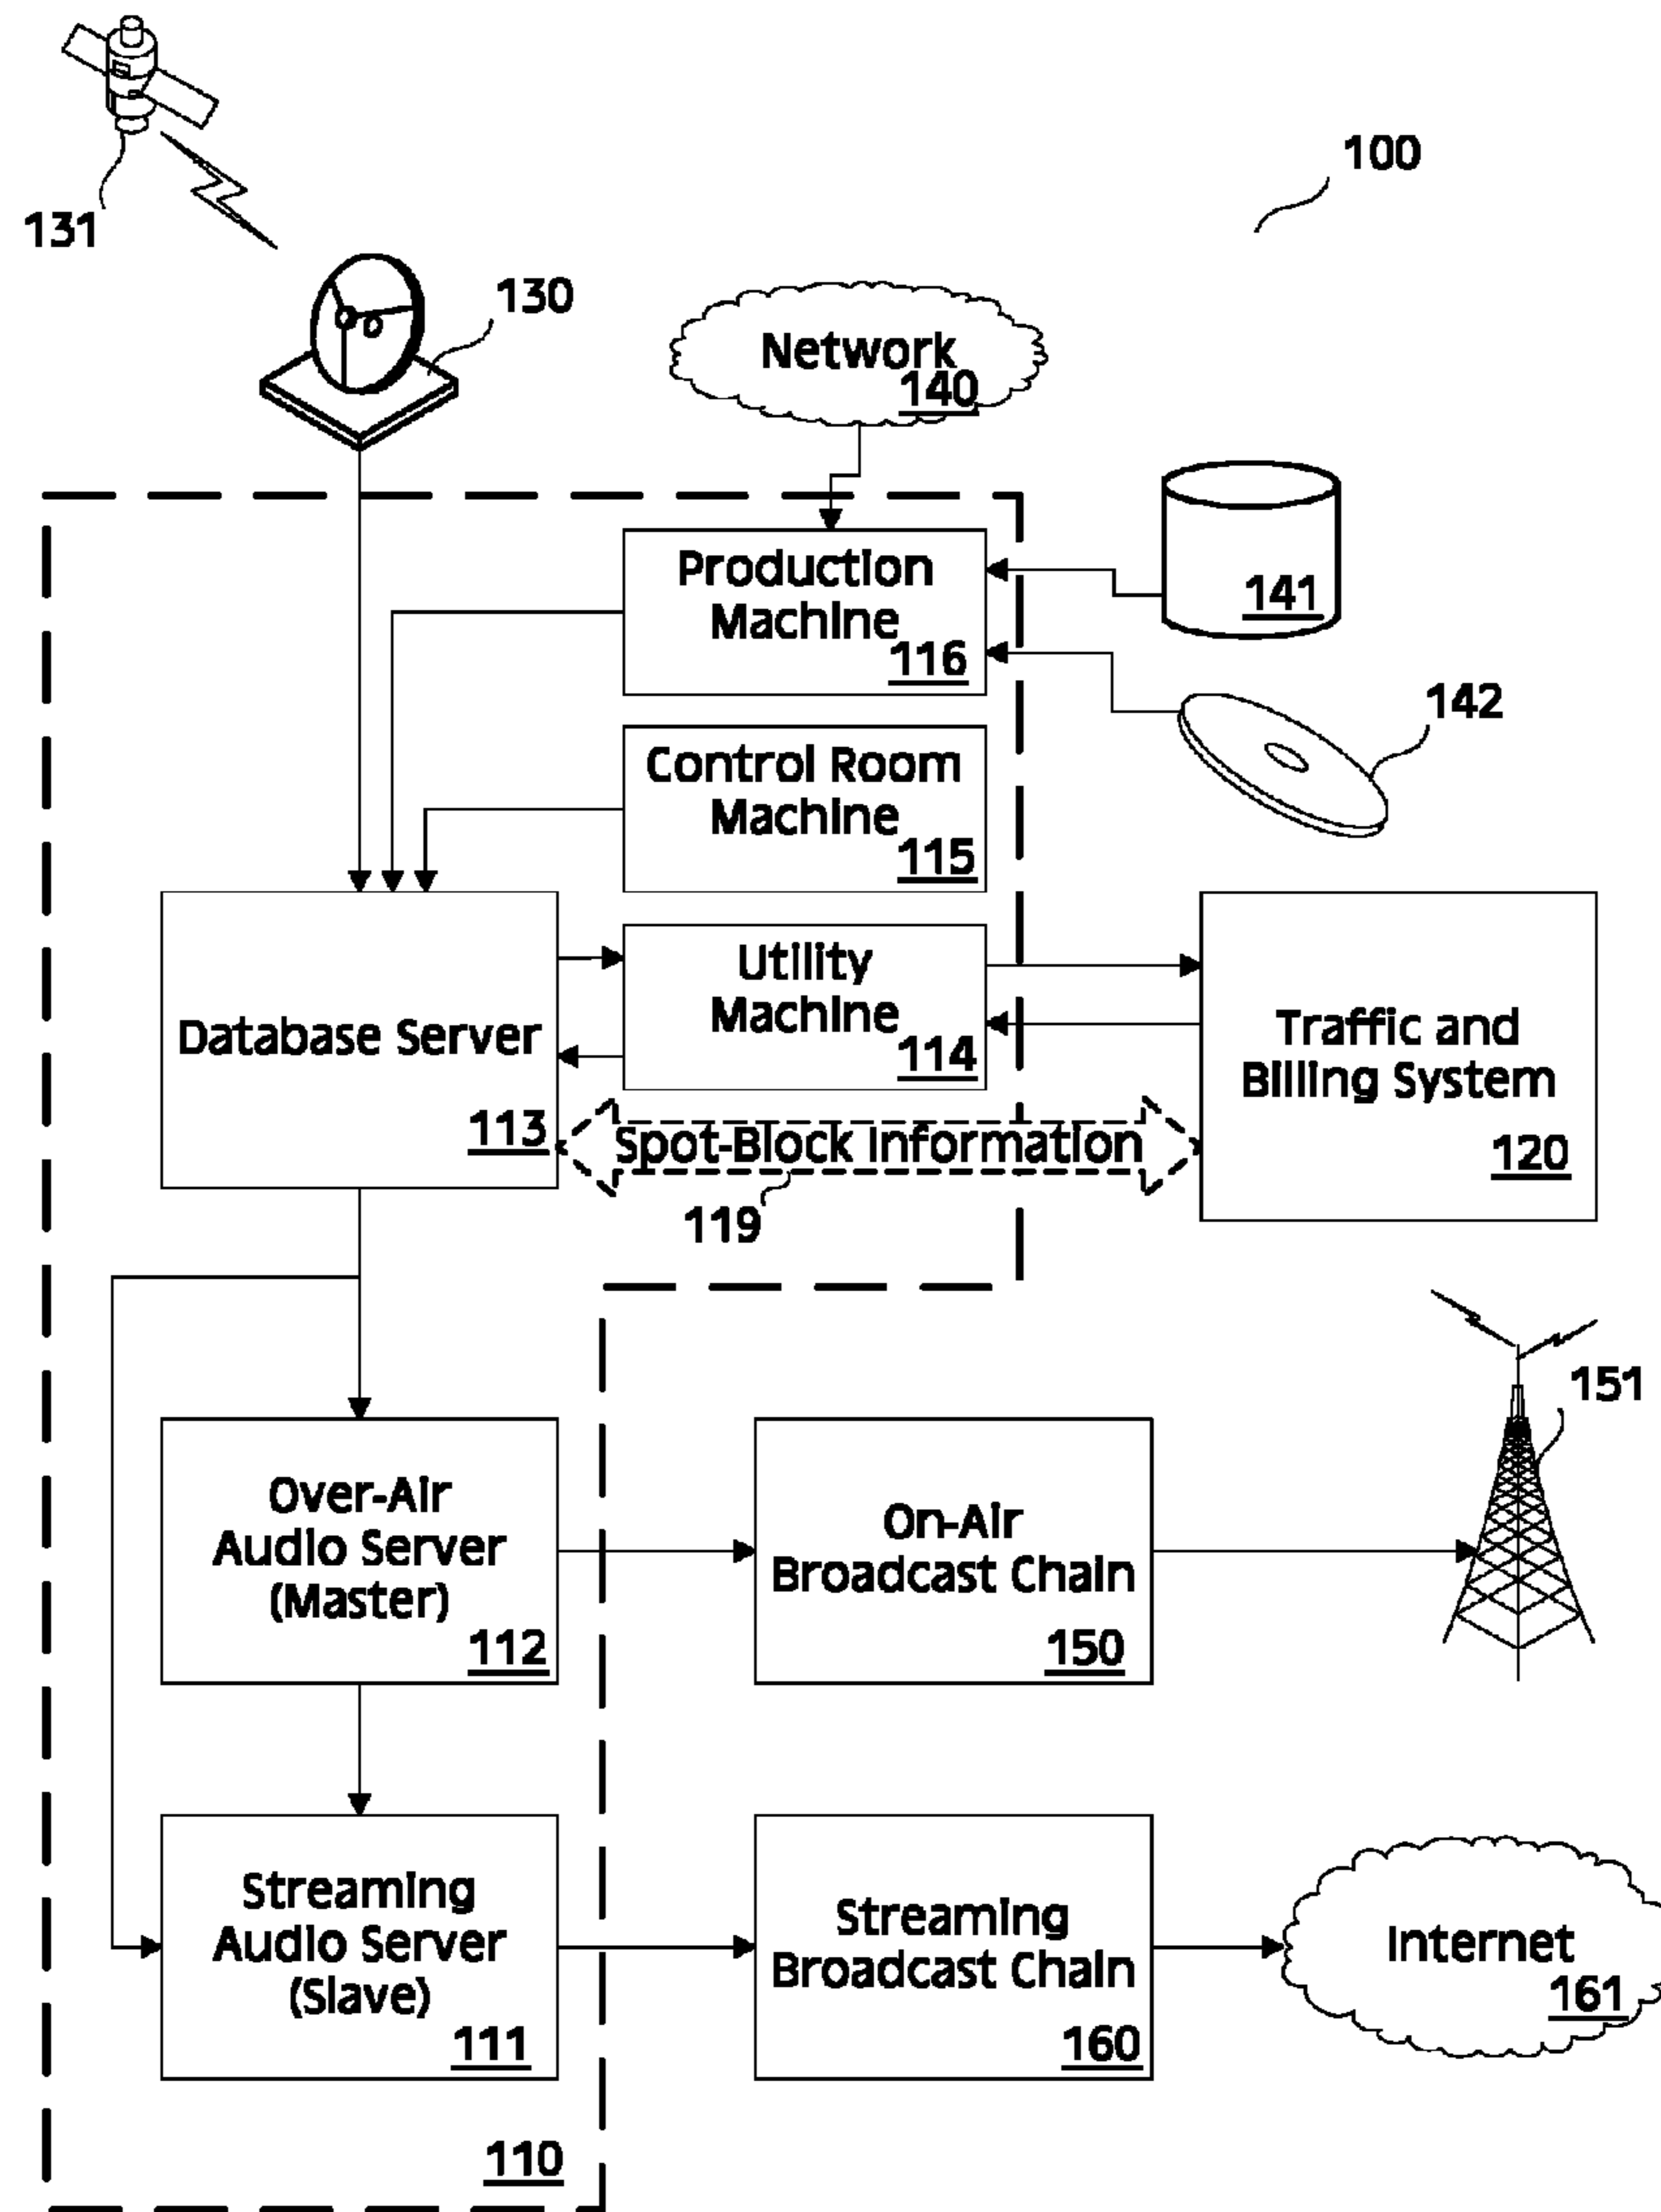 100
131
130
Network
140
Production
Machine
116
141
142
Control Room
Machine
115
Utility
Machine
114
Database Server
113
Traffic and
Billing System
120
Spot-Block Information
119
151
Over-Air
Audio Server
(Master)
112
On-Air
Broadcast Chain
150
Streaming
Audio Server
(Slave)
111
Streaming
Broadcast Chain
160
Internet
161
110